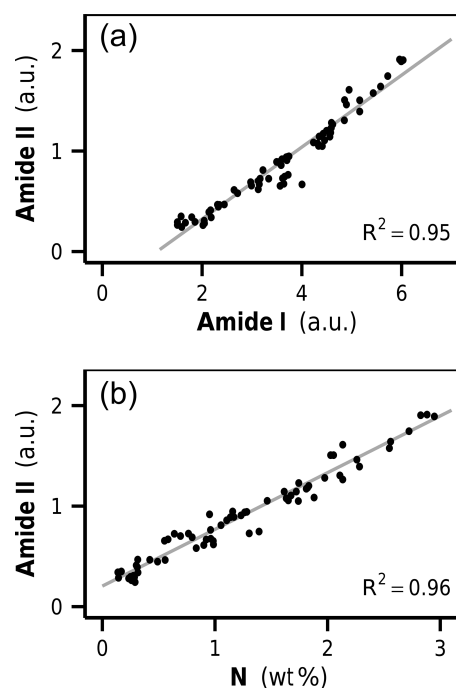 (a)
2
1
0
Amide II (a.u.)
R² = 0.95
0 2 4 6
Amide I (a.u.)
(b)
2
1
0
Amide II (a.u.)
R² = 0.96
0 1 2 3
N (wt %)